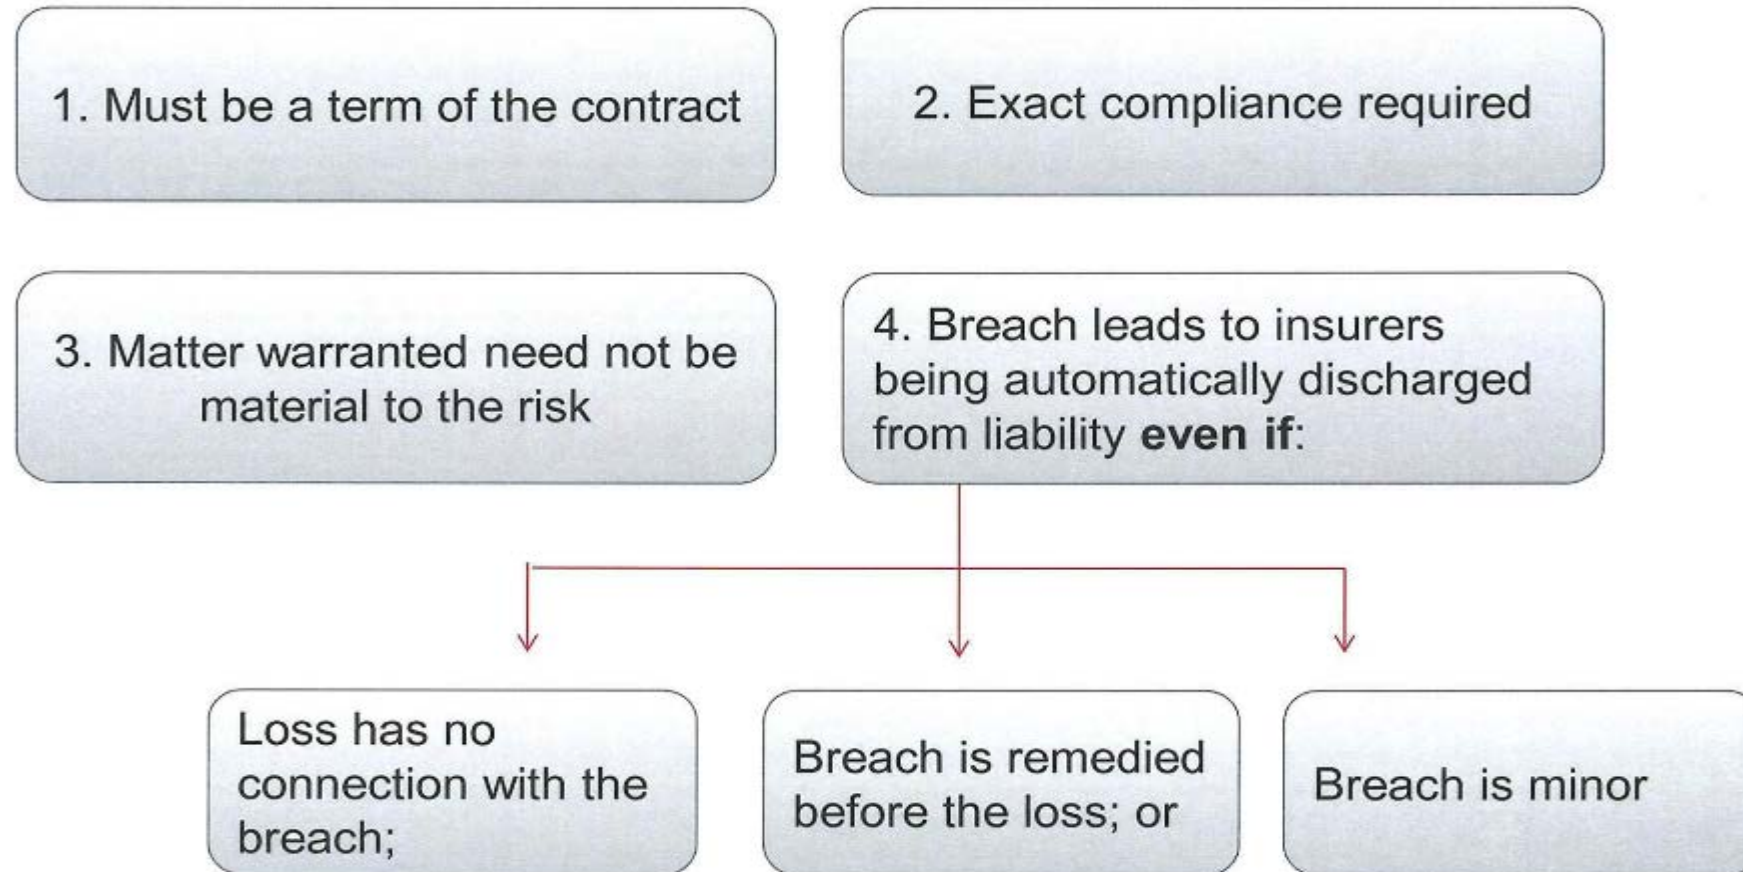 1. Must be a term of the contract
2. Exact compliance required
3. Matter warranted need not be
material to the risk
4. Breach leads to insurers
being automatically discharged
from liability even if:
Loss has no
connection with the
breach;
Breach is remedied
before the loss; or
Breach is minor